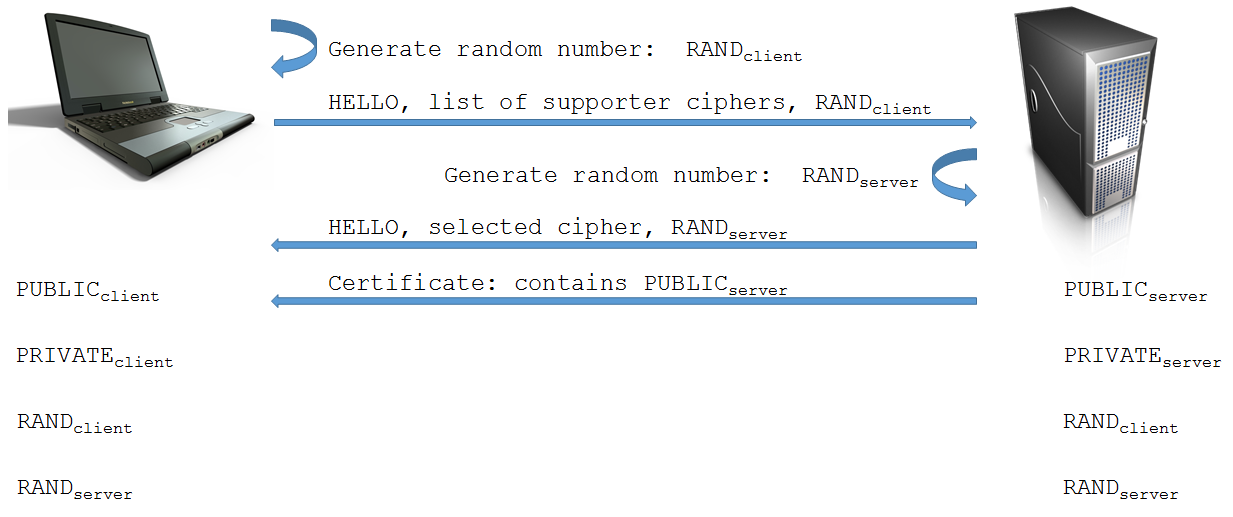 Generate random number: RANDclient
HELLO, list of supporter ciphers, RANDclient
Generate random number: RANDserver
HELLO, selected cipher, RANDserver
Certificate: contains PUBLICserver
PUBLICclient
PUBLICserver
PRIVATEclient
PRIVATEserver
RANDclient
RANDclient
RANDserver
RANDserver